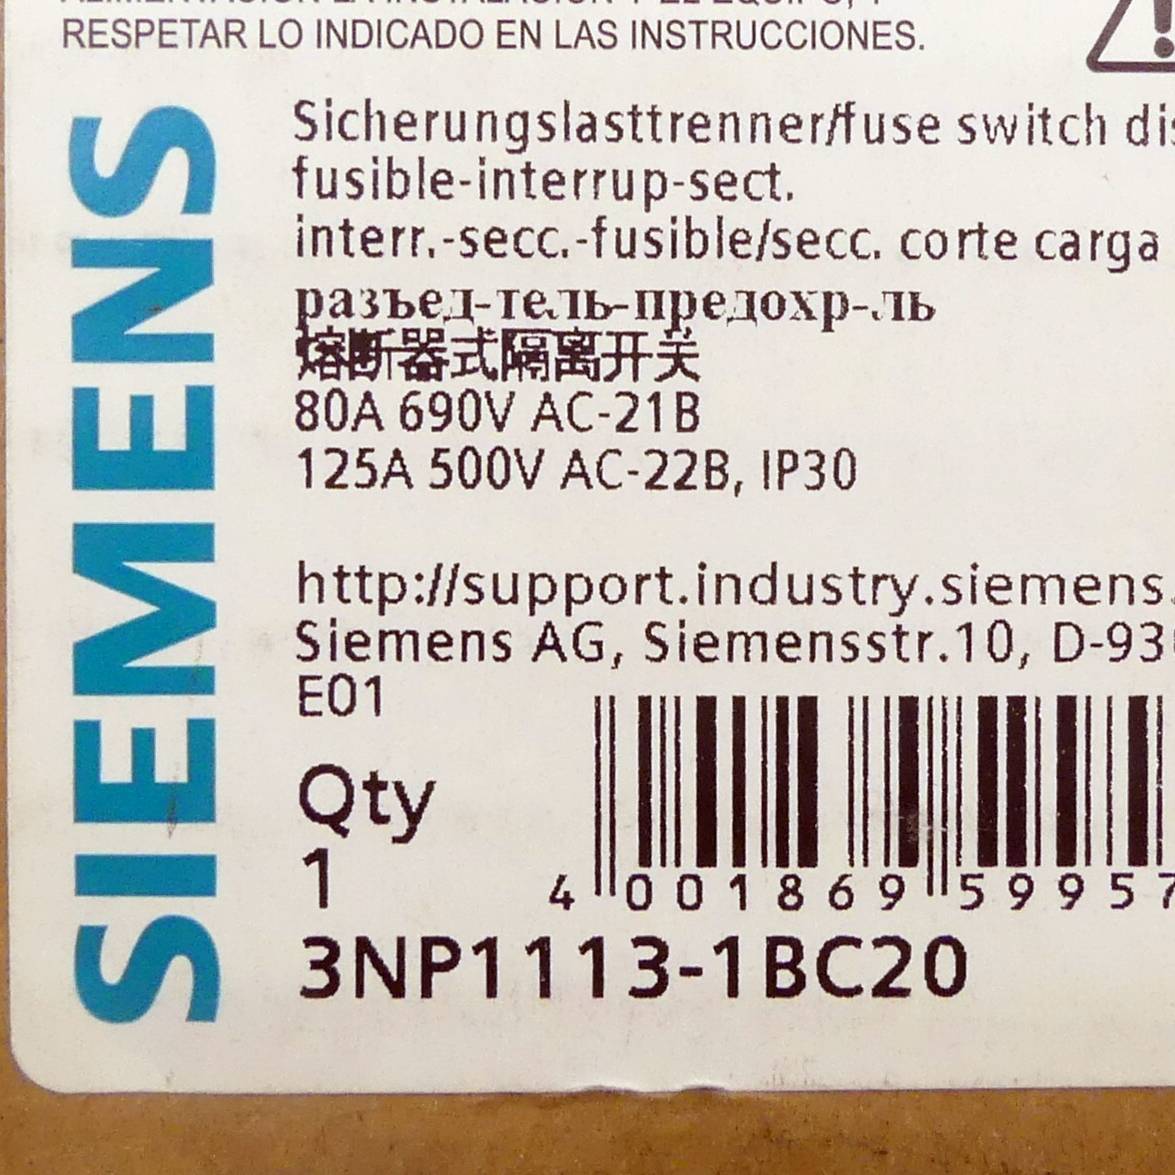 RESPETAR LO INDICADO EN LAS INSTRUCCIONES.
SIEMENS
Sicherungslasttrenner/fuse switch
fusible-interrup-sect.
interr.-secc.-fusible/secc. corte carga
разъед-тель-предохр-ль
熔断器式隔离开关
80A 690V AC-21B
125A 500V AC-22B, IP30
http://support.industry.siemens.
Siemens AG, Siemensstr.10, D-93
E01
Qty
1
4 001869 59957
3NP1113-1BC20